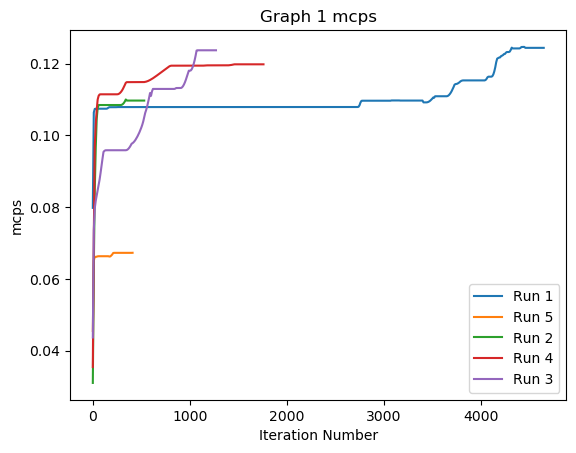 Graph 1 mcps
mcps
0.12
0.10
0.08
0.06
0.04
0
1000
2000
3000
4000
Iteration Number
Run 1
Run 5
Run 2
Run 4
Run 3